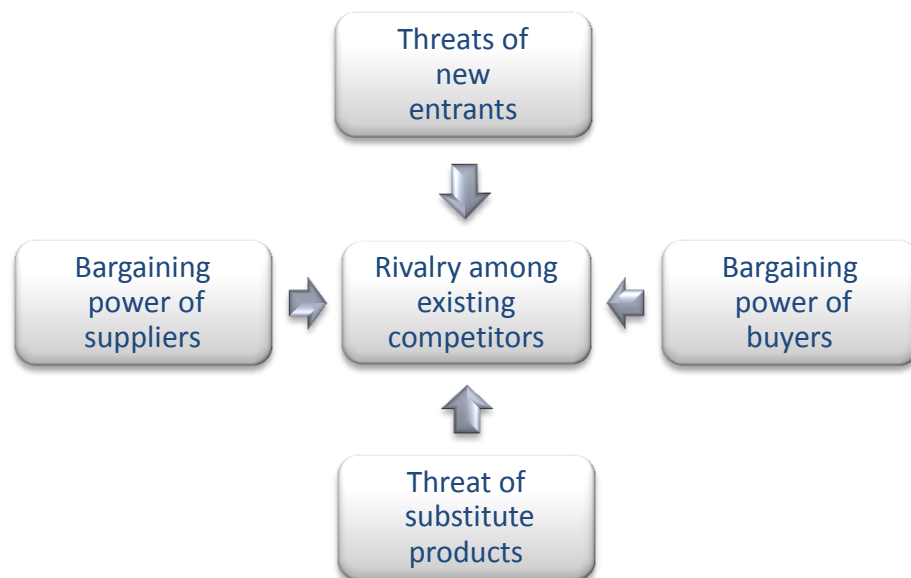 Threats of
new
entrants
Bargaining
power of
suppliers
Rivalry among
existing
competitors
Bargaining
power of
buyers
Threat of
substitute
products